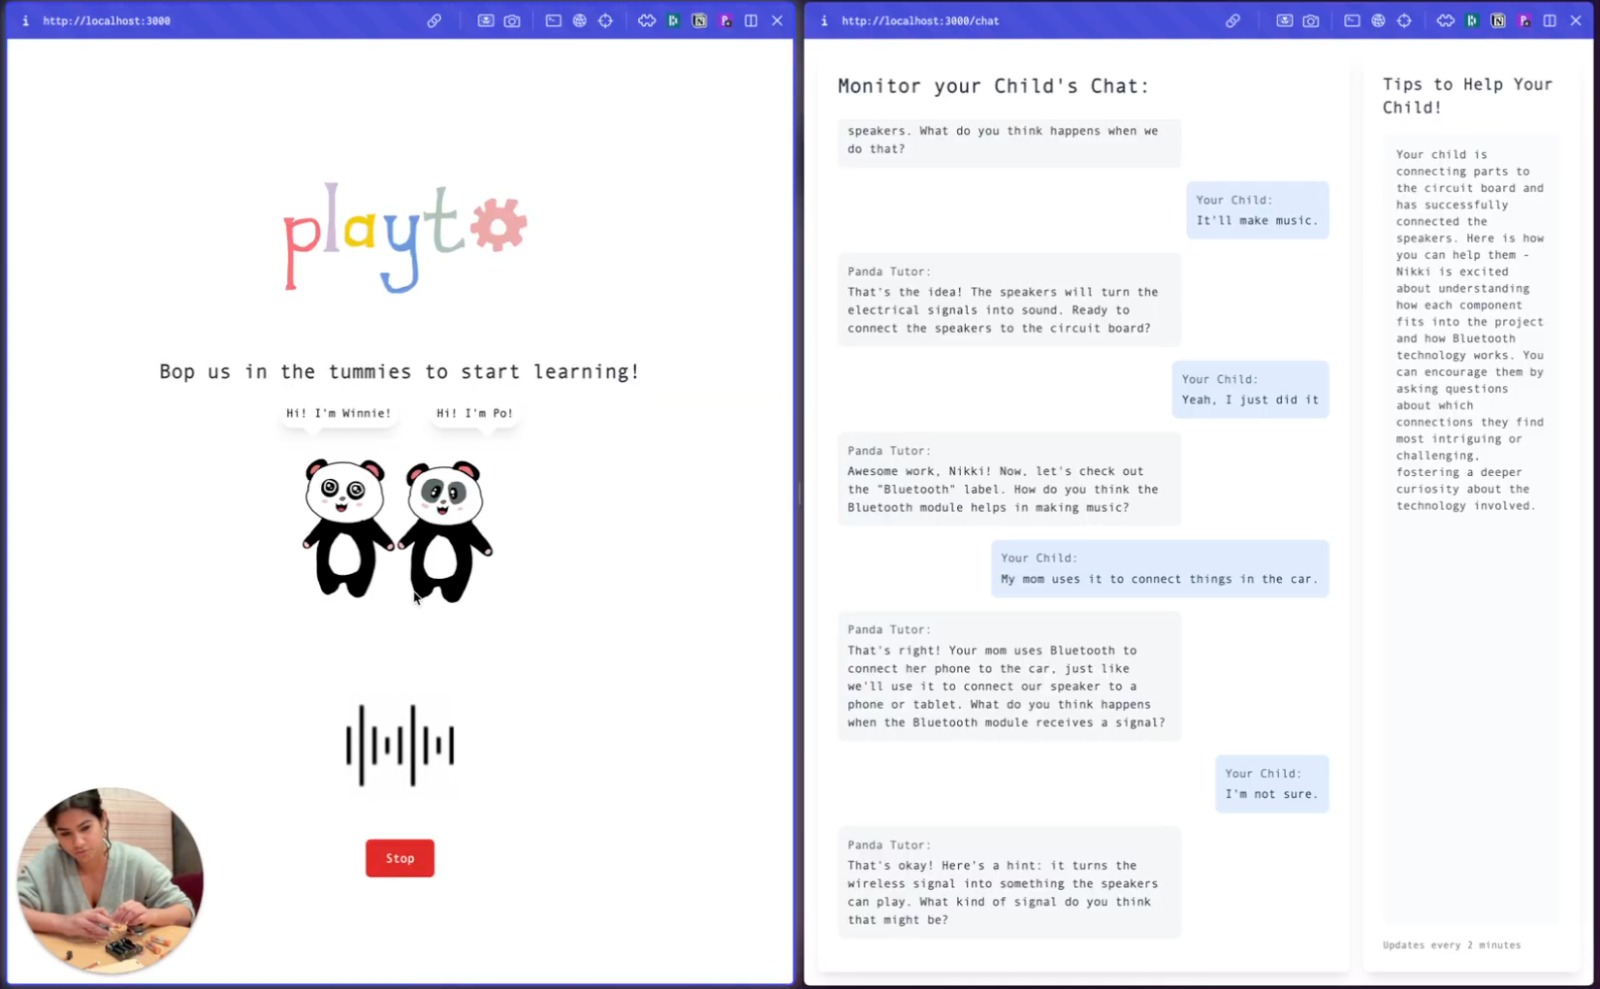 http://localhost:3000
playto
Bop us in the tummies to start learning!
Hi! I'm Winnie!
Hi! I'm Po!
Stop
http://localhost:3000/chat
Monitor your Child's Chat:
speakers. What do you think happens when we
do that?
Your Child:
It'll make music.
Panda Tutor:
That's the idea! The speakers will turn the
electrical signals into sound. Ready to
connect the speakers to the circuit board?
Your Child:
Yeah, I just did it
Panda Tutor:
Awesome work, Nikki! Now, let's check out
the "Bluetooth" label. How do you think the
Bluetooth module helps in making music?
Your Child:
My mom uses it to connect things in the car.
Panda Tutor:
That's right! Your mom uses Bluetooth to
connect her phone to the car, just like
we'll use it to connect our speaker to a
phone or tablet. What do you think happens
when the Bluetooth module receives a signal?
Your Child:
I'm not sure.
Panda Tutor:
That's okay! Here's a hint: it turns the
wireless signal into something the speakers
can play. What kind of signal do you think
that might be?
Tips to Help Your
Child!
Your child is
connecting parts to
the circuit board and
has successfully
connected the
speakers. Here is how
you can help them -
Nikki is excited
about understanding
how each component
fits into the project
and how Bluetooth
technology works. You
can encourage them by
asking questions
about which
connections they find
most intriguing or
challenging,
fostering a deeper
curiosity about the
technology involved.
Updates every 2 minutes